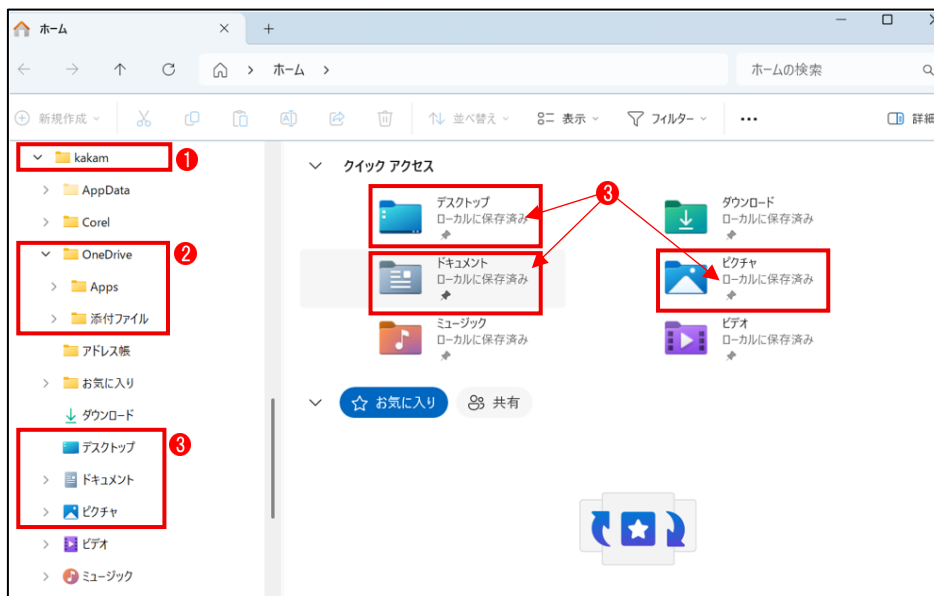 ホーム
ホーム
ホームの検索
新規作成
並べ替え
表示
フィルター
詳細
kakam
1
AppData
Corel
OneDrive
2
Apps
添付ファイル
アドレス帳
お気に入り
ダウンロード
デスクトップ
3
ドキュメント
ピクチャ
ビデオ
ミュージック
クイック アクセス
3
デスクトップ
ローカルに保存済み
ダウンロード
ローカルに保存済み
ドキュメント
ローカルに保存済み
ピクチャ
ローカルに保存済み
ミュージック
ローカルに保存済み
ビデオ
ローカルに保存済み
お気に入り
共有